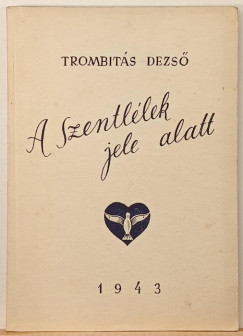 TROMBITÁS DEZSŐ
A Szentlélek
jele alatt
1943